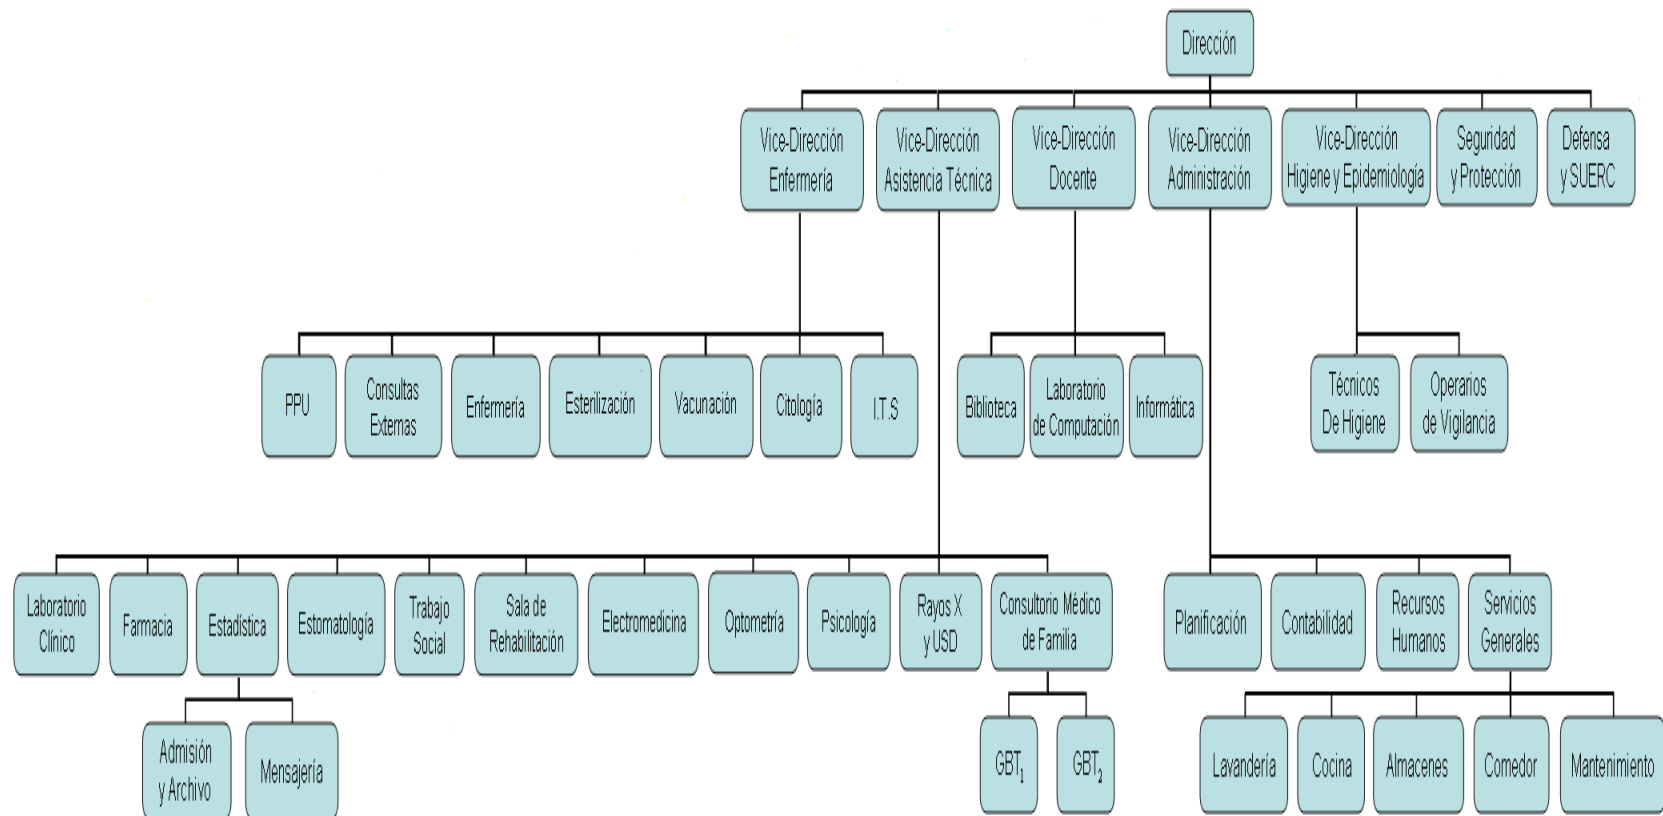 Dirección
Vice-Dirección
Enfermería
Vice-Dirección
Asistencia Técnica
Vice-Dirección
Docente
Vice-Dirección
Administración
Vice-Dirección
Higiene y Epidemiología
Seguridad
y Protección
Defensa
y SUERC
PPU
Consultas
Externas
Enfermería
Esterilización
Vacunación
Citología
I.T.S
Biblioteca
Laboratorio
de Computación
Informática
Técnicos
De Higiene
Operarios
de Vigilancia
Laboratorio
Clínico
Farmacia
Estadística
Estomatología
Trabajo
Social
Sala de
Rehabilitación
Electromedicina
Optometría
Psicología
Rayos X
y USD
Consultorio Médico
de Familia
Planificación
Contabilidad
Recursos
Humanos
Servicios
Generales
Admisión
y Archivo
Mensajería
GBT1
GBT2
Lavandería
Cocina
Almacenes
Comedor
Mantenimiento